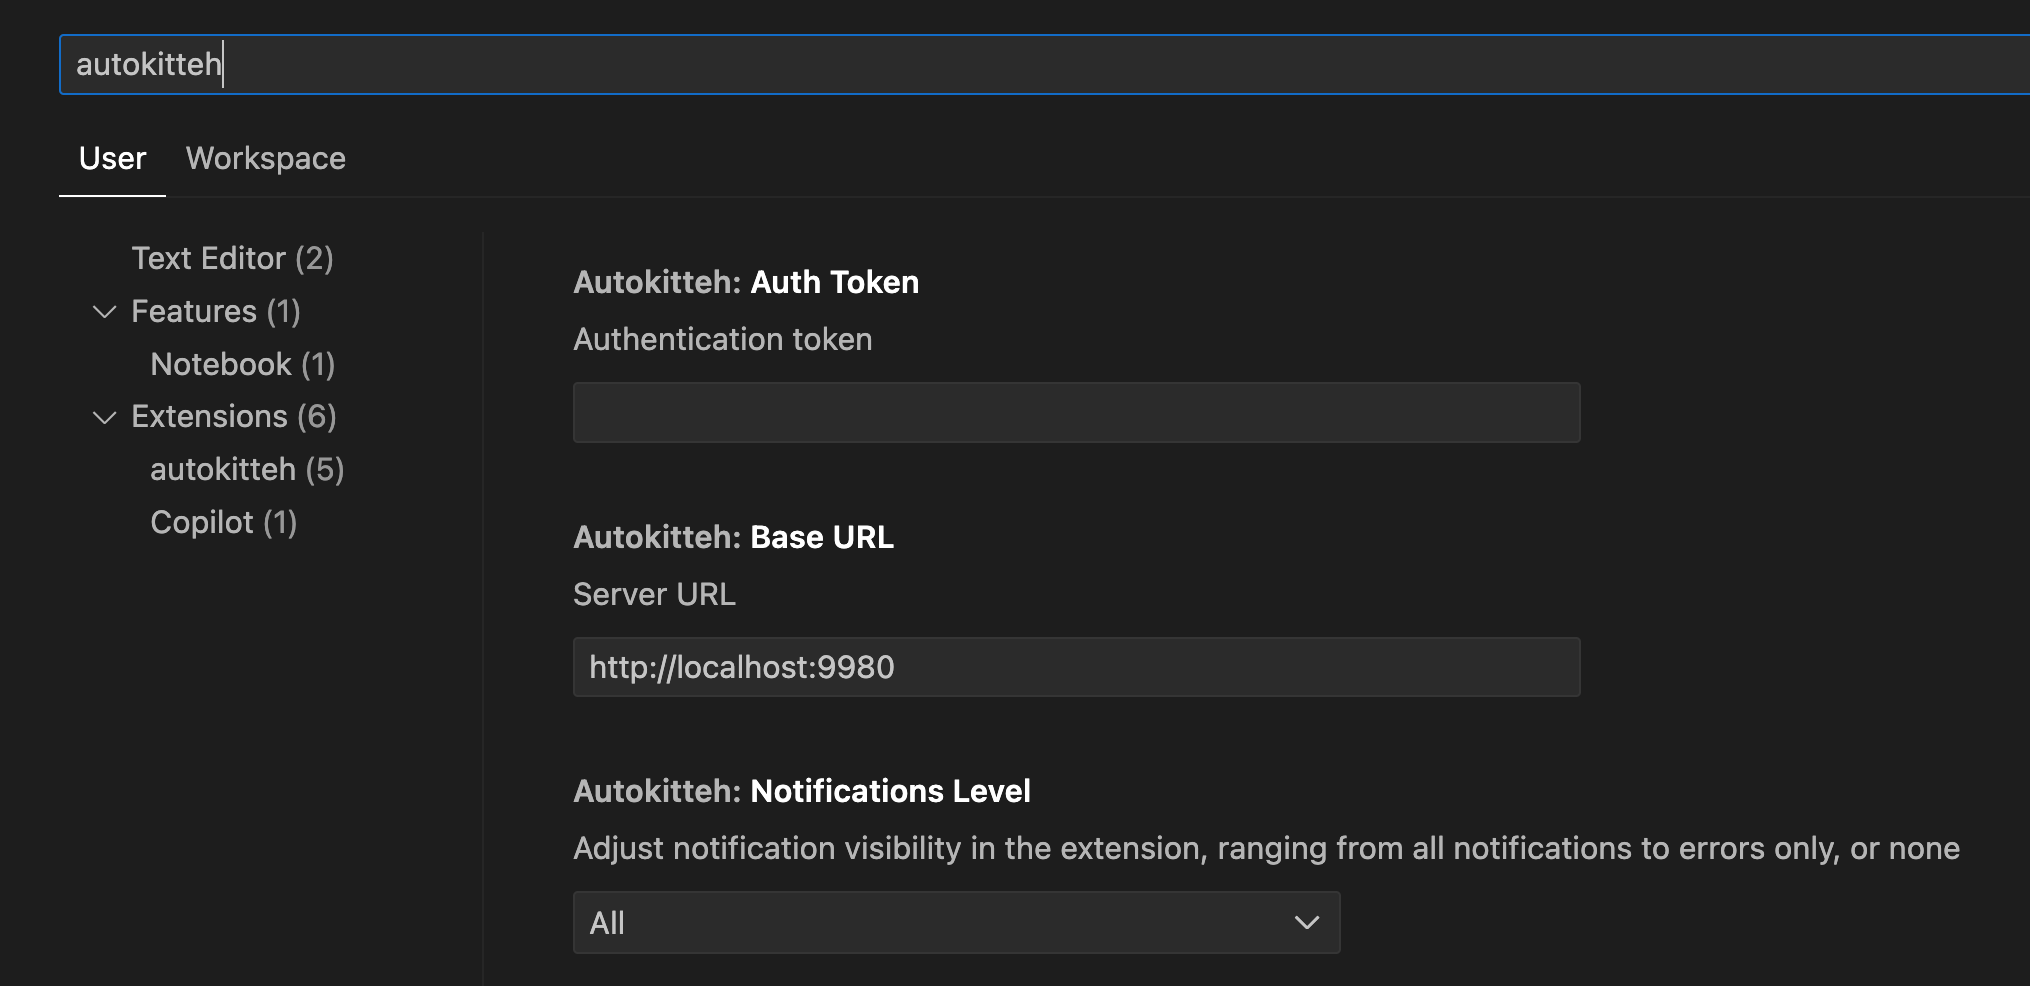 autokitteh
User Workspace
Text Editor (2)
Features (1)
Notebook (1)
Extensions (6)
autokitteh (5)
Copilot (1)
Autokitteh: Auth Token
Authentication token
Autokitteh: Base URL
Server URL
http://localhost:9980
Autokitteh: Notifications Level
Adjust notification visibility in the extension, ranging from all notifications to errors only, or none
All